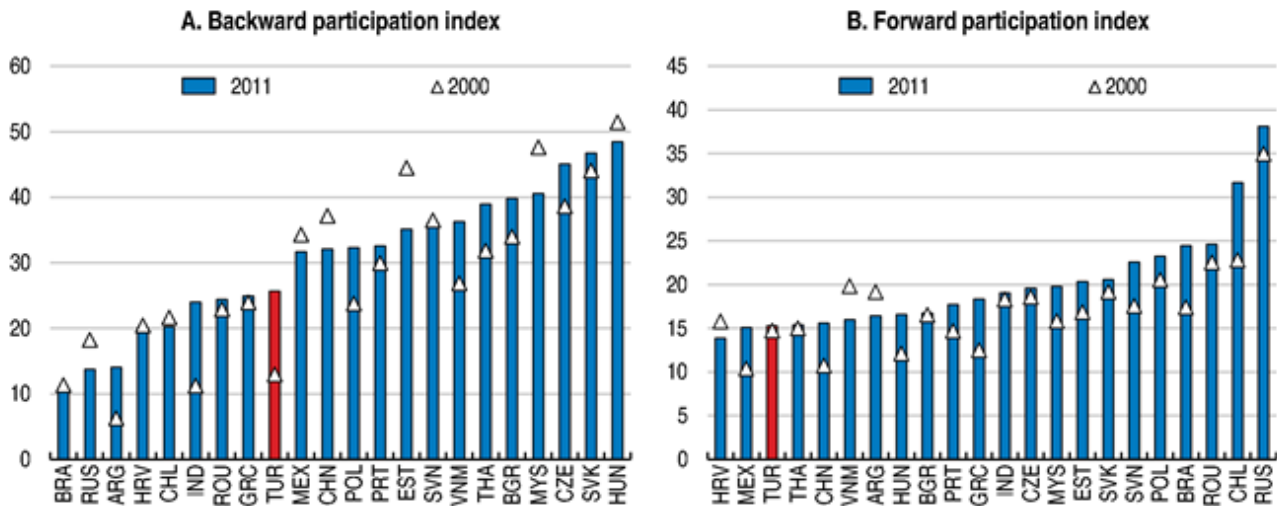 A. Backward participation index
60
50
40
30
20
10
0
2011
2000
BRA
RUS
ARG
HRV
CHL
IND
ROU
GRC
TUR
MEX
CHN
POL
PRT
EST
SVN
VNM
THA
BGR
MYS
CZE
SVK
HUN
B. Forward participation index
45
40
35
30
25
20
15
10
5
0
2011
2000
HRV
MEX
TUR
THA
CHN
VNM
ARG
HUN
BGR
PRT
GRC
IND
CZE
MYS
EST
SVK
SVN
POL
BRA
ROU
CHL
RUS